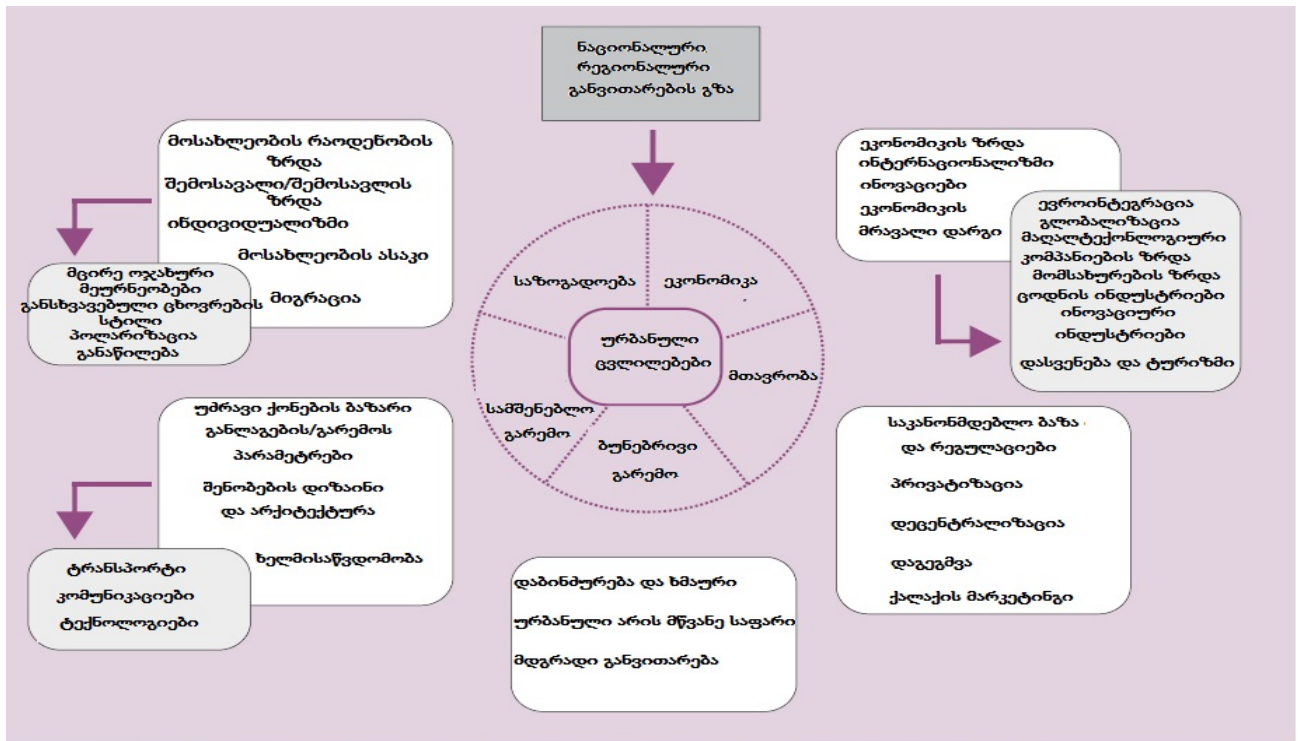 ნაციონალური
რეგიონალური
განვითარების გზა
მოსახლეობის რაოდენობის
ზრდა
შემოსავალი/შემოსავლის
ზრდა
ინდივიდუალიზმი
მოსახლეობის ასაკი
მიგრაცია
მცირე ოჯახური
მეურნეობები
განსხვავებული ცხოვრების
სტილი
პოლარიზაცია
განაწილება
ეკონომიკის ზრდა
ინტერნაციონალიზმი
ინოვაციები
ეკონომიკის
მრავალი დარგი
ევროინტეგრაცია
გლობალიზაცია
მაღალტექონლოგიური
კომპანიების ზრდა
მომსახურების ზრდა
ცოდნის ინდუსტრიები
ინოვაციური
ინდუსტრიები
დასვენება და ტურიზმი
საზოგადოება
ეკონომიკა
ურბანული
ცვლილებები
მთავრობა
სამშენებლო
გარემო
ბუნებრივი
გარემო
უძრავი ქონების ბაზარი
განლაგების/გარემოს
პარამეტრები
შენობების დიზაინი
და არქიტექტურა
ხელმისაწვდომობა
ტრანსპორტი
კომუნიკაციები
ტექნოლოგიები
დაბინძურება და ხმაური
ურბანული არის მწვანე საფარი
მდგრადი განვითარება
საკანონმდებლო ბაზა
და რეგულაციები
პრივატიზაცია
დეცენტრალიზაცია
დაგეგმვა
ქალაქის მარკეტინგი